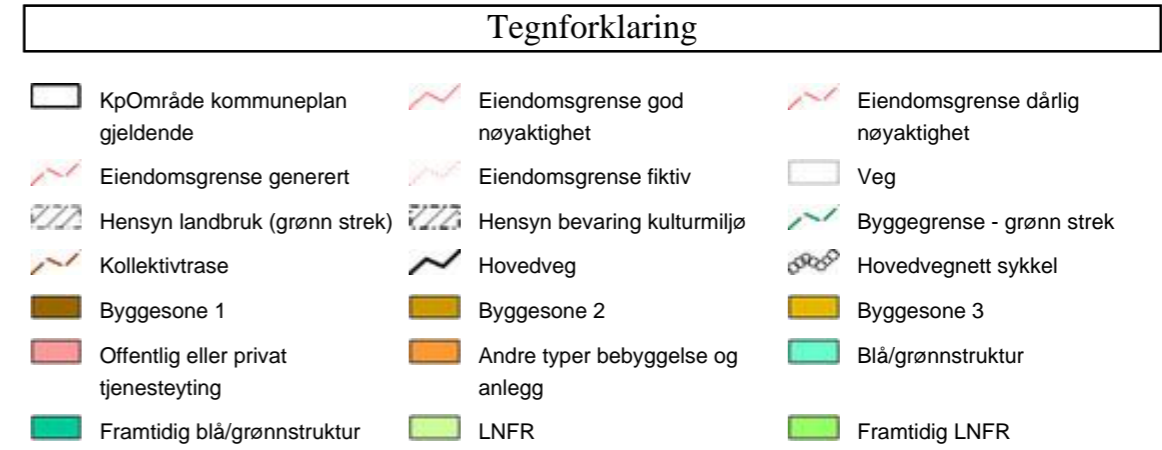 Tegnforklaring
KpOmråde kommuneplan
gjeldende
Eiendomsgrense god
nøyaktighet
Eiendomsgrense dårlig
nøyaktighet
Eiendomsgrense generert
Eiendomsgrense fiktiv
Veg
Hensyn landbruk (grønn strek)
Hensyn bevaring kulturmiljø
Byggegrense - grønn strek
Kollektivtrase
Hovedveg
Hovedvegnett sykkel
Byggesone 1
Byggesone 2
Byggesone 3
Offentlig eller privat
tjenesteyting
Andre typer bebyggelse og
anlegg
Blå/grønnstruktur
Framtidig blå/grønnstruktur
LNFR
Framtidig LNFR